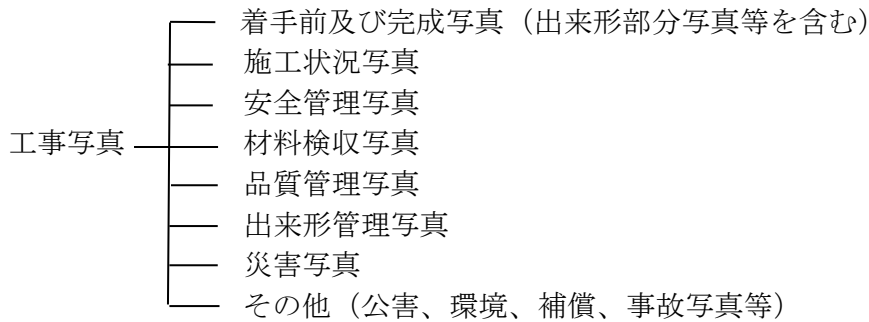 着手前及び完成写真（出来形部分写真等を含む）
施工状況写真
安全管理写真
工事写真 材料検収写真
品質管理写真
出来形管理写真
災害写真
その他（公害、環境、補償、事故写真等）